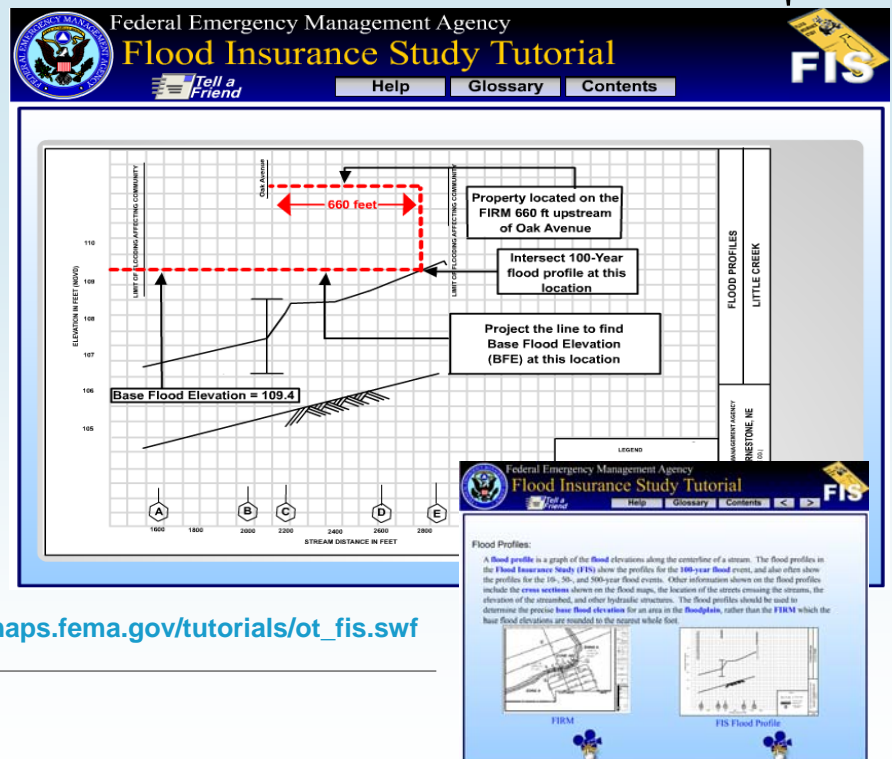 Federal Emergency Management Agency
Flood Insurance Study Tutorial
FIS
Tell a
Friend
Help
Glossary
Contents
LIMIT OF FLOODING AFFECTING COMMUNITY
Oak Avenue
660 feet
LIMIT OF FLOODING AFFECTING COMMUNITY
Property located on the
FIRM 660 ft upstream
of Oak Avenue
Intersect 100-Year
flood profile at this
location
Project the line to find
Base Flood Elevation
(BFE) at this location
Base Flood Elevation = 109.4
ELEVATION IN FEET (NGVD)
110
109
108
107
106
105
A
B
C
D
E
1600
1800
2000
2200
2400
2600
2800
STREAM DISTANCE IN FEET
FLOOD PROFILES
LITTLE CREEK
MANAGEMENT AGENCY
RNESTONE, NE
LEGEND
Federal Emergency Management Agency
Flood Insurance Study Tutorial
FIS
Tell a
Friend
Help
Glossary
Contents
<
>
Flood Profiles:
A flood profile is a graph of the flood elevations along the centerline of a stream. The flood profiles in
the Flood Insurance Study (FIS) show the profiles for the 100-year flood event, and also often show
the profiles for the 10-, 50-, and 500-year flood events. Other information shown on the flood profiles
include the cross sections shown on the flood maps, the location of the streets crossing the streams, the
elevation of the streambed, and other hydraulic structures. The flood profiles should be used to
determine the precise base flood elevation for an area in the floodplain, rather than the FIRM which the
base flood elevations are rounded to the nearest whole foot.
FIRM
FIS Flood Profile
maps.fema.gov/tutorials/ot_fis.swf